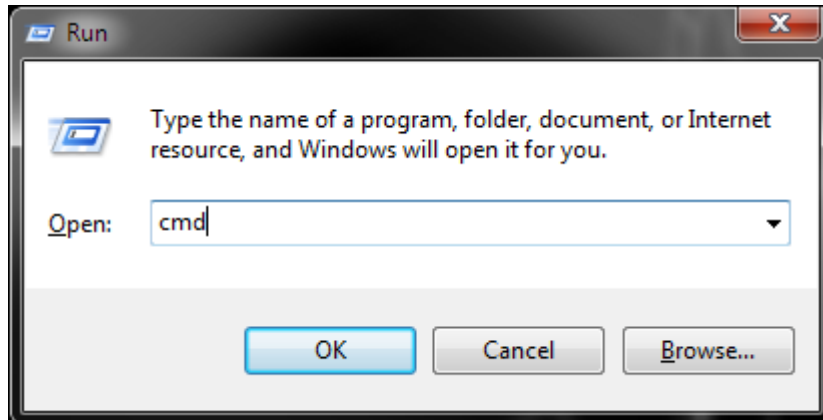 Run
Type the name of a program, folder, document, or Internet
resource, and Windows will open it for you.
Open: cmd
OK Cancel Browse...